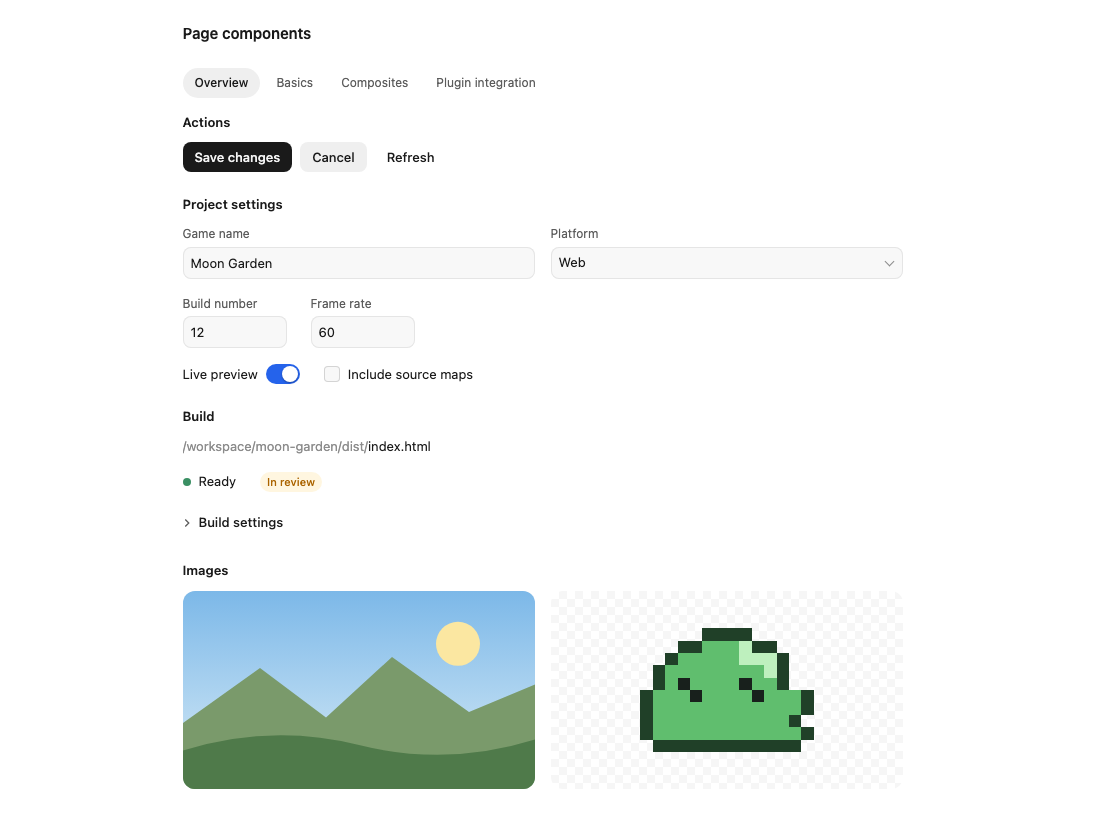 Page components
Overview Basics Composites Plugin integration
Actions
Save changes Cancel Refresh
Project settings
Game name Platform
Moon Garden Web
Build number Frame rate
12 60
Live preview Include source maps
Build
/workspace/moon-garden/dist/index.html
Ready In review
Build settings
Images